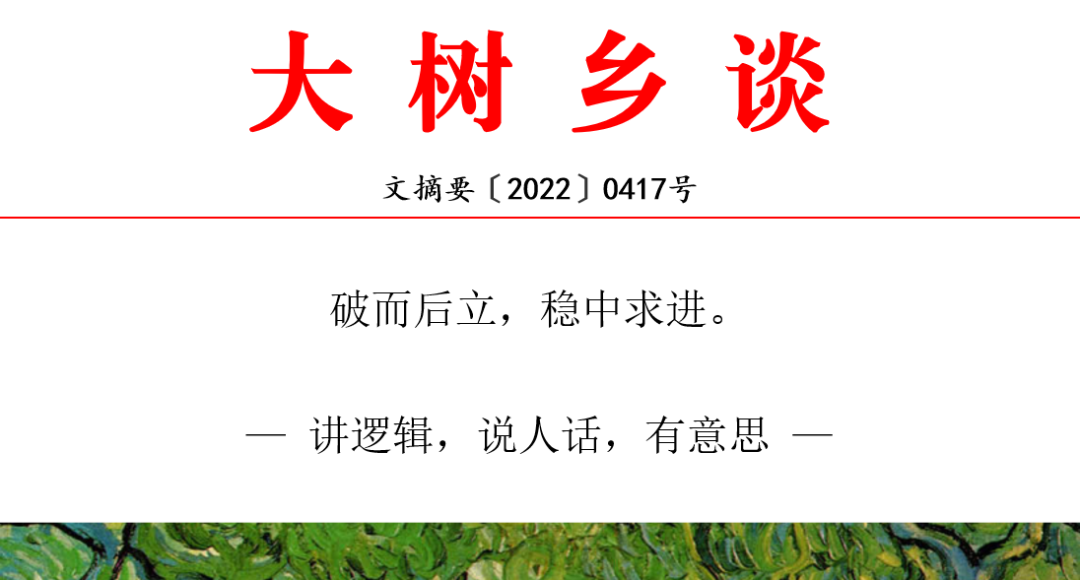 大树乡谈
文摘要〔2022〕0417号
破而后立，稳中求进。
— 讲逻辑，说人话，有意思 —